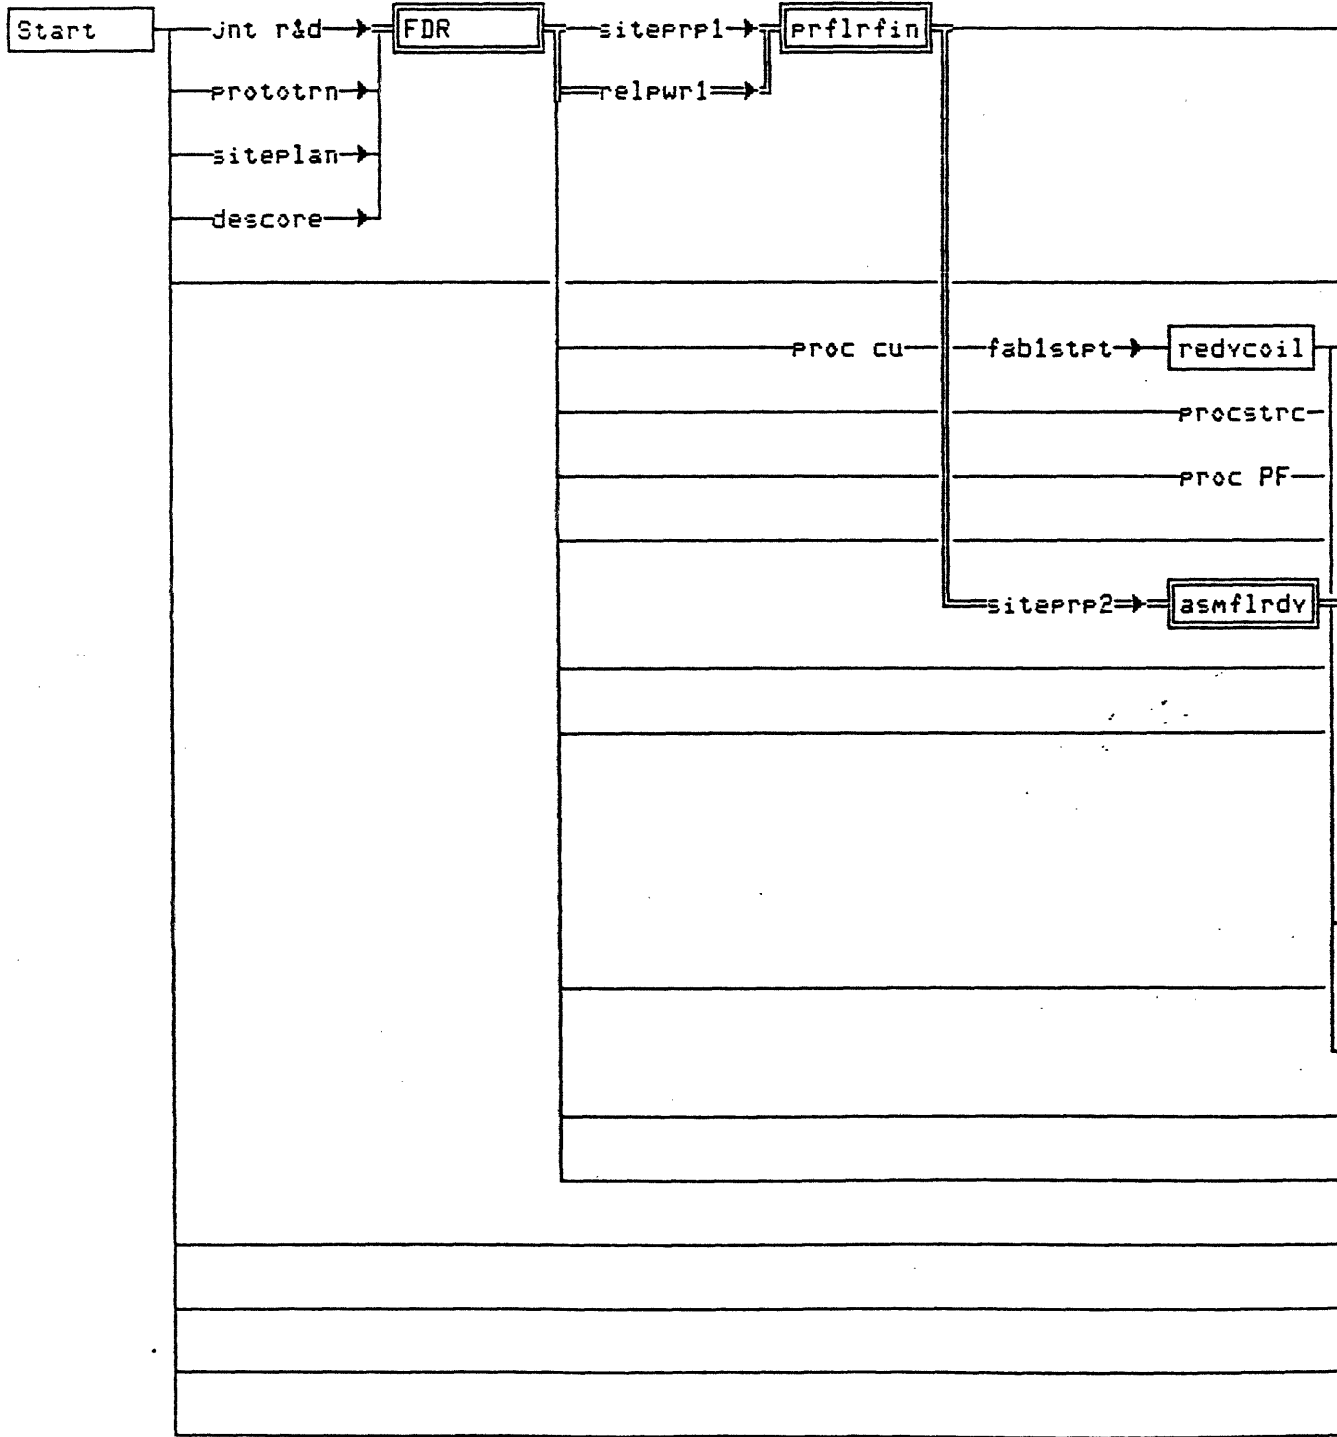 Start jnt r&d FDR siteprp1 prflrfin
prototrn relpwr1
siteplan
descore
proc cu fab1stpt redycoil
procstrc
proc PF
siteprp2 asmflrdy